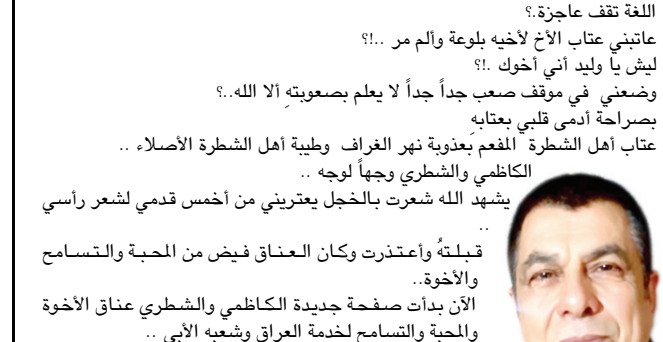 اللغة تقف عاجزة.؟
عاتبني عتاب الأخ لأخيه بلوعة وألم مر ..!؟
ليش يا وليد أني أخوك .!؟
وضعني في موقف صعب جداً جداً لا يعلم بصعوبتهِ ألا الله..؟
بصراحة أدمى قلبي بعتابهِ
عتاب أهل الشطرة المفعم بعذوبة نهر الغراف وطيبة أهل الشطرة الأصلاء ..
الكاظمي والشطري وجهاً لوجه ..
يشهد الله شعرت بالخجل يعتريني من أخمس قدمي لشعر رأسي
..
قبلتهُ وأعتذرت وكان العناق فيض من المحبة والتسامح
والأخوة..
الآن بدأت صفحة جديدة الكاظمي والشطري عناق الأخوة
والمحبة والتسامح لخدمة العراق وشعبه الأبي ..